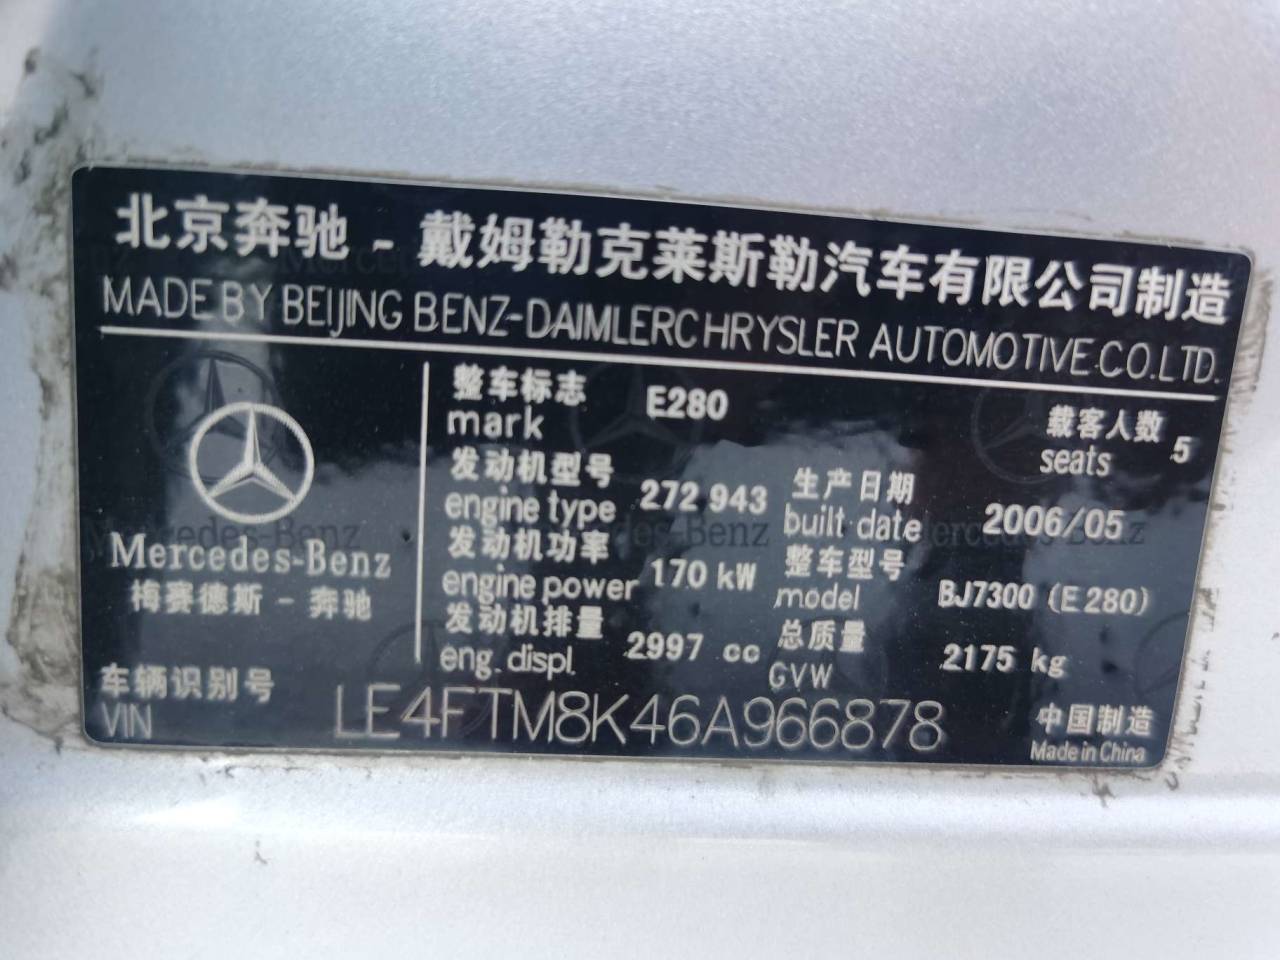 北京奔驰 - 戴姆勒克莱斯勒汽车有限公司制造
MADE BY BEIJING BENZ-DAIMLERCHRYSLER AUTOMOTIVE.CO.LTD.
整车标志 E280 载客人数 5
mark seats
发动机型号 272 943 生产日期 2006/05
engine type built date
发动机功率 170 kW 整车型号 BJ7300 (E280)
engine power model
发动机排量 2997 cc 总质量 2175 kg
eng. displ. GVW
Mercedes-Benz
梅赛德斯 - 奔驰
车辆识别号 LE4FTM8K46A966878
VIN
中国制造
Made in China